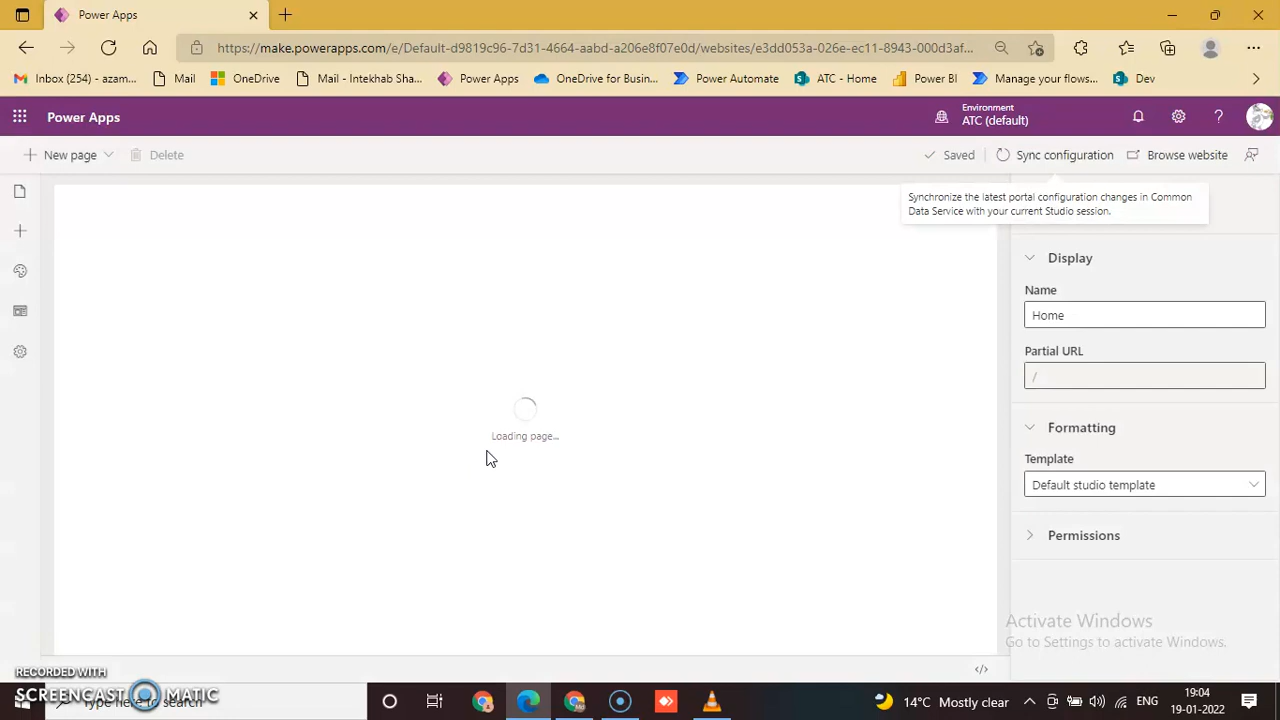 Power Apps
https://make.powerapps.com/e/Default-d9819c96-7d31-4664-aabd-a206e8f07e0d/websites/e3dd053a-026e-ec11-8943-000d3af...
Inbox (254) - azam... Mail OneDrive Mail - Intekhab Sha... Power Apps OneDrive for Busin... Power Automate ATC - Home Power BI Manage your flows... Dev
Power Apps Environment
ATC (default)
New page Delete Saved Sync configuration Browse website
Synchronize the latest portal configuration changes in Common
Data Service with your current Studio session.
Display
Name
Home
Partial URL
/
Loading page...
Formatting
Template
Default studio template
Permissions
Activate Windows
Go to Settings to activate Windows.
</>
RECORDED WITH
SCREENCAST MATIC
Type here to search
14°C Mostly clear ENG 19:04
19-01-2022